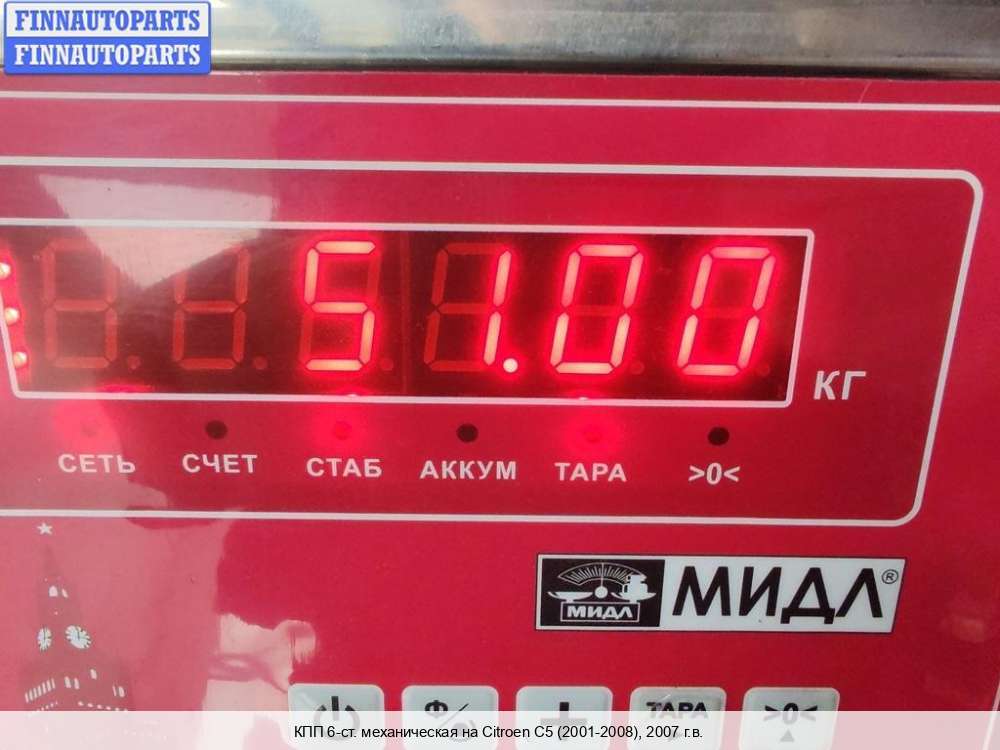 FINNAUTOPARTS
FINNAUTOPARTS
51.00
КГ
СЕТЬ СЧЕТ СТАБ АККУМ ТАРА >0<
МИДЛ МИДЛ®
Ф/ + ТАРА >0<
КПП 6-ст. механическая на Citroen C5 (2001-2008), 2007 г.в.